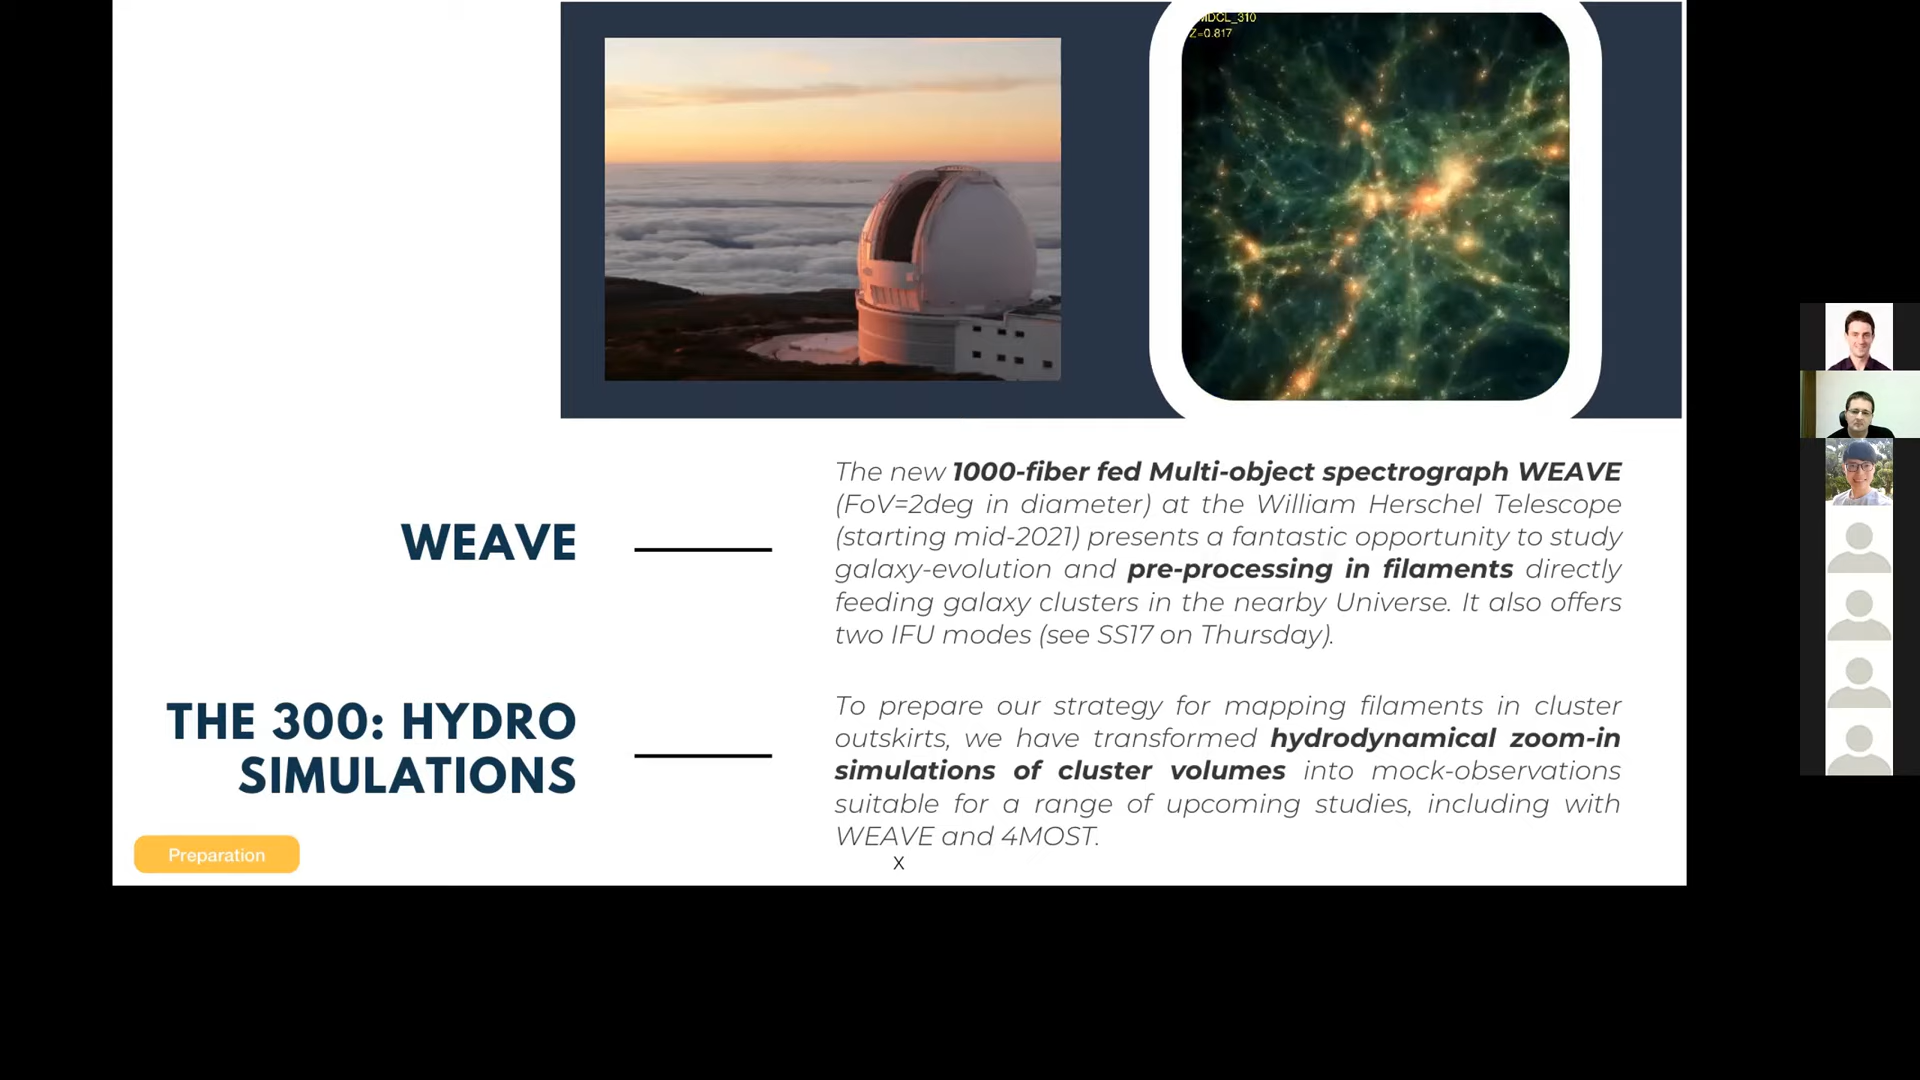 MDCL_310
Z=0.817
WEAVE
The new 1000-fiber fed Multi-object spectrograph WEAVE
(FoV=2deg in diameter) at the William Herschel Telescope
(starting mid-2021) presents a fantastic opportunity to study
galaxy-evolution and pre-processing in filaments directly
feeding galaxy clusters in the nearby Universe. It also offers
two IFU modes (see SS17 on Thursday).
THE 300: HYDRO
SIMULATIONS
To prepare our strategy for mapping filaments in cluster
outskirts, we have transformed hydrodynamical zoom-in
simulations of cluster volumes into mock-observations
suitable for a range of upcoming studies, including with
WEAVE and 4MOST.
Preparation
X